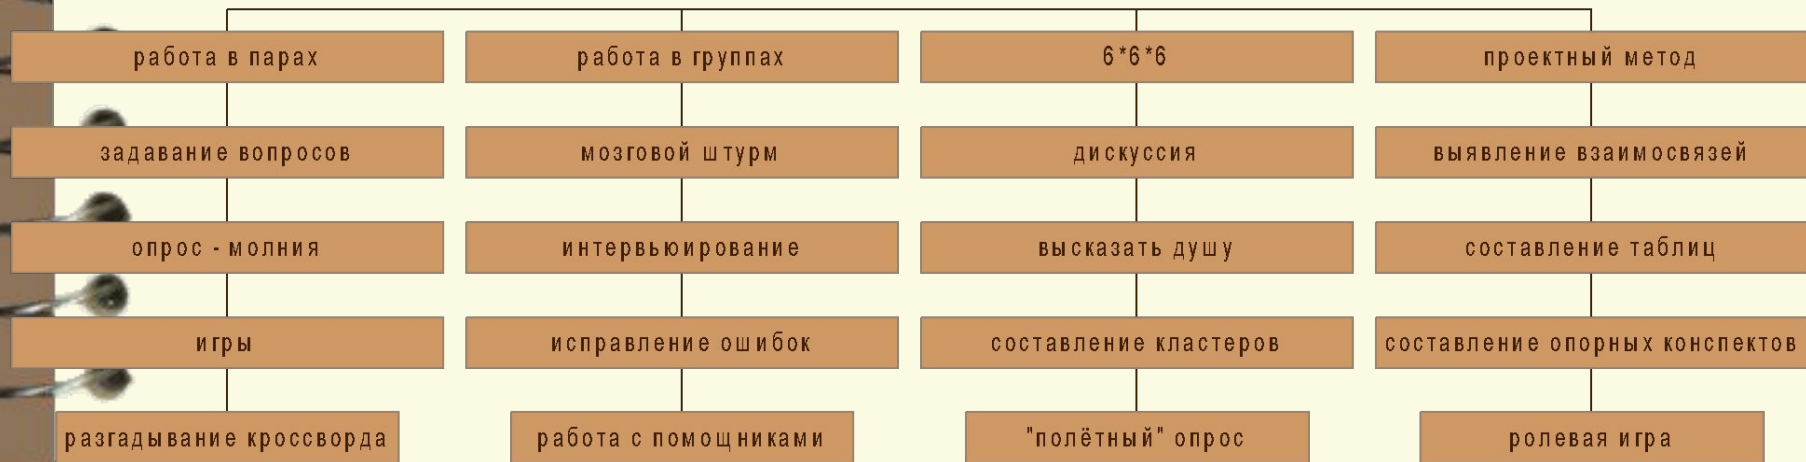 работа в парах
работа в группах
6*6*6
проектный метод
задавание вопросов
мозговой штурм
дискуссия
выявление взаимосвязей
опрос - молния
интервьюирование
высказать душу
составление таблиц
игры
исправление ошибок
составление кластеров
составление опорных конспектов
разгадывание кроссворда
работа с помощниками
"полётный" опрос
ролевая игра